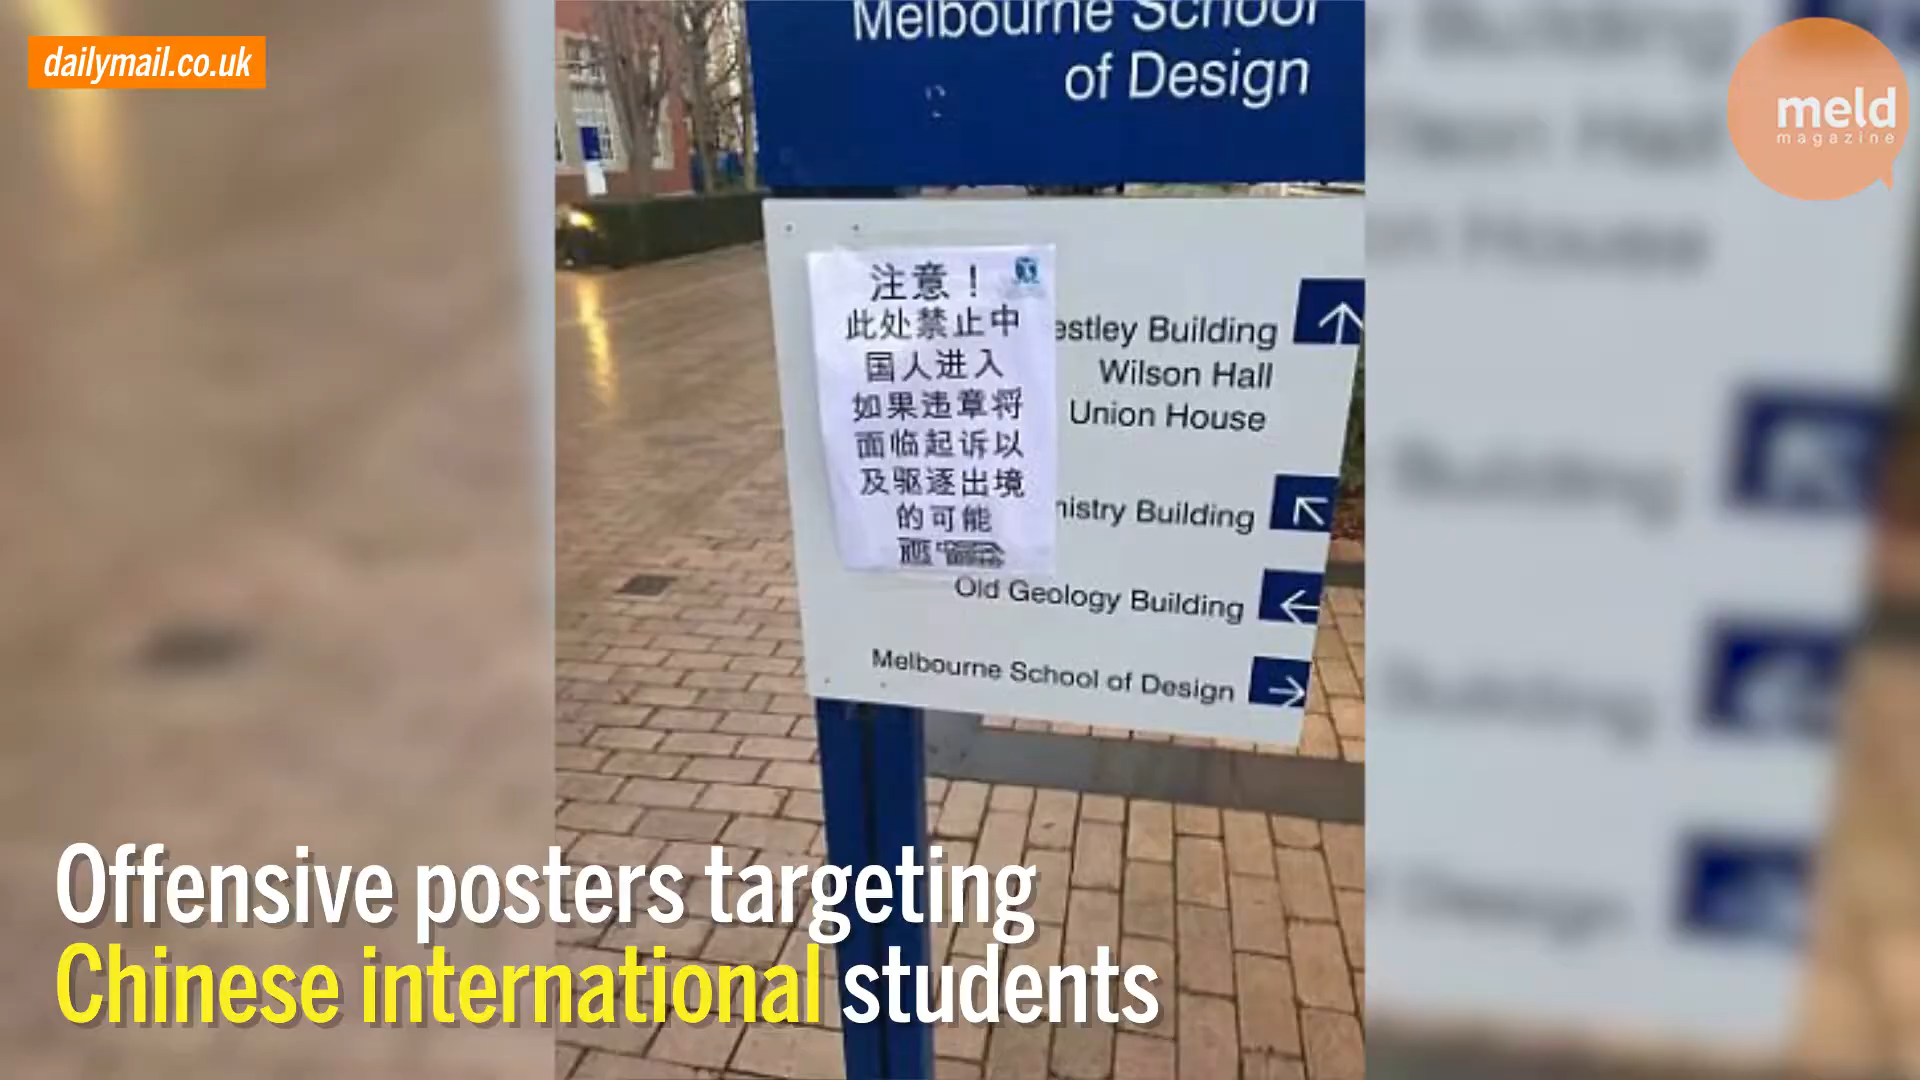 dailymail.co.uk
meld
magazine
Melbourne School
of Design
注意！
此处禁止中
国人进入
如果违章将
面临起诉以
及驱逐出境
的可能
estley Building
Wilson Hall
Union House
nistry Building
Old Geology Building
Melbourne School of Design
Offensive posters targeting
Chinese international students